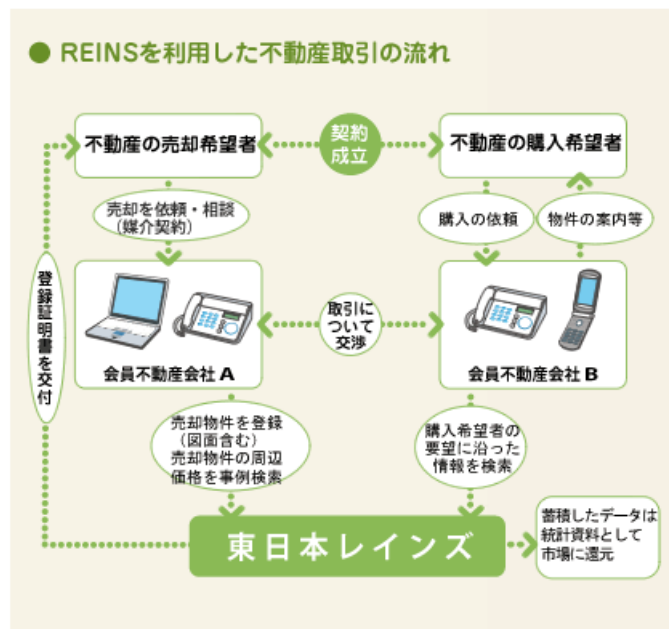 ● REINSを利用した不動産取引の流れ
不動産の売却希望者
契約
成立
不動産の購入希望者
売却を依頼・相談
（媒介契約）
購入の依頼
物件の案内等
登録証明書を交付
会員不動産会社 A
取引に
ついて
交渉
会員不動産会社 B
売却物件を登録
（図面含む）
売却物件の周辺
価格を事例検索
購入希望者の
要望に沿った
情報を検索
東日本レインズ
蓄積したデータは
統計資料として
市場に還元